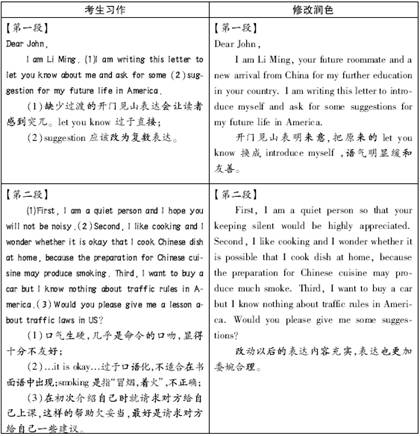 考生习作
【第一段】
Dear John,
I am Li Ming. (1)I am writing this letter to
let you know about me and ask for some (2)sug-
gestion for my future life in America.
(1)缺少过渡的开门见山表达会让读者
感到突兀。let you know 过于直接;
(2)suggestion 应该改为复数表达。
修改润色
【第一段】
Dear John,
I am Li Ming, your future roommate and a
new arrival from China for my further education
in your country. I am writing this letter to intro-
duce myself and ask for some suggestions for
my future life in America.
开门见山表明来意,把原来的 let you
know 换成 introduce myself ,语气明显缓和
友善。
【第二段】
(1)First, I am a quiet person and I hope you
will not be noisy.(2)Second, I like cooking and I
wonder whether it is okay that I cook Chinese dish
at home, because the preparation for Chinese cui-
sine may produce smoking. Third, I want to buy a
car but I know nothing about traffic rules in A-
merica.(3)Would you please give me a lesson a-
bout traffic laws in US?
(1)口气生硬,几乎是命令的口吻,显得
十分不友好;
(2)...it is okay...过于口语化,不适合在书
面语中出现;smoking 是指“冒烟,着火”,不正确;
(3)在初次介绍自己时就请求对方给自
己上课,这样的帮助欠妥当,最好是请求对方
给自己一些建议。
【第二段】
First, I am a quiet person so that your
keeping silent would be highly appreciated.
Second, I like cooking and I wonder whether it
is possible that I cook dish at home, because
the preparation for Chinese cuisine may pro-
duce much smoke. Third, I want to buy a car
but I know nothing about traffic rules in Ameri-
ca. Would you please give me some sugges-
tions?
改动以后的表达内容充实,表达也更加
委婉合理。